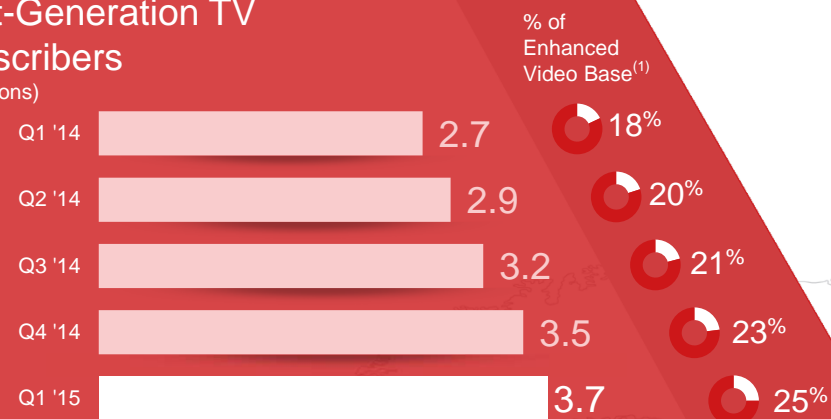 -Generation TV
scribers
ons)
% of
Enhanced
Video Base(1)
Q1 '14 2.7 18%
Q2 '14 2.9 20%
Q3 '14 3.2 21%
Q4 '14 3.5 23%
Q1 '15 3.7 25%